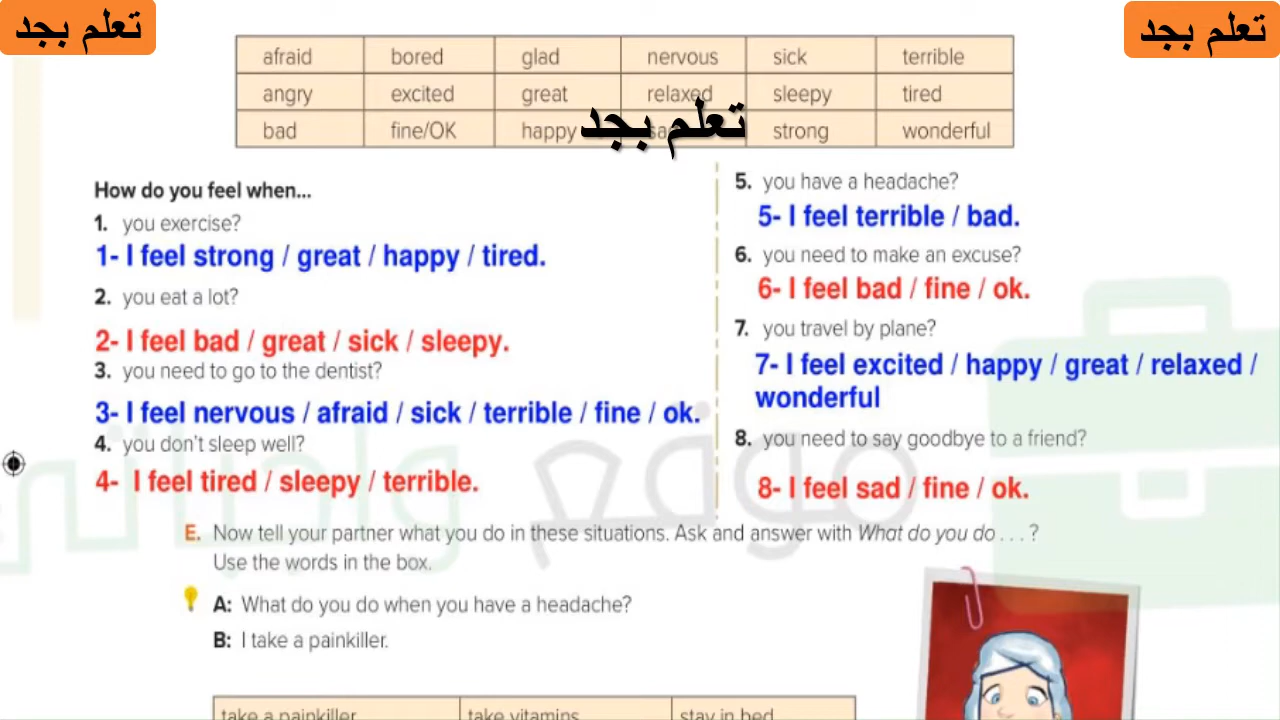 تعلم بجد
تعلم بجد
afraid bored glad nervous sick terrible
angry excited great relaxed sleepy tired
bad fine/OK happy strong wonderful
تعلم بجد
How do you feel when...
1. you exercise?
1- I feel strong / great / happy / tired.
2. you eat a lot?
2- I feel bad / great / sick / sleepy.
3. you need to go to the dentist?
3- I feel nervous / afraid / sick / terrible / fine / ok.
4. you don't sleep well?
4- I feel tired / sleepy / terrible.
5. you have a headache?
5- I feel terrible / bad.
6. you need to make an excuse?
6- I feel bad / fine / ok.
7. you travel by plane?
7- I feel excited / happy / great / relaxed /
wonderful
8. you need to say goodbye to a friend?
8- I feel sad / fine / ok.
موقع واجباتي
E. Now tell your partner what you do in these situations. Ask and answer with What do you do . . . ?
Use the words in the box.
A: What do you do when you have a headache?
B: I take a painkiller.
take a painkiller take vitamins stay in bed